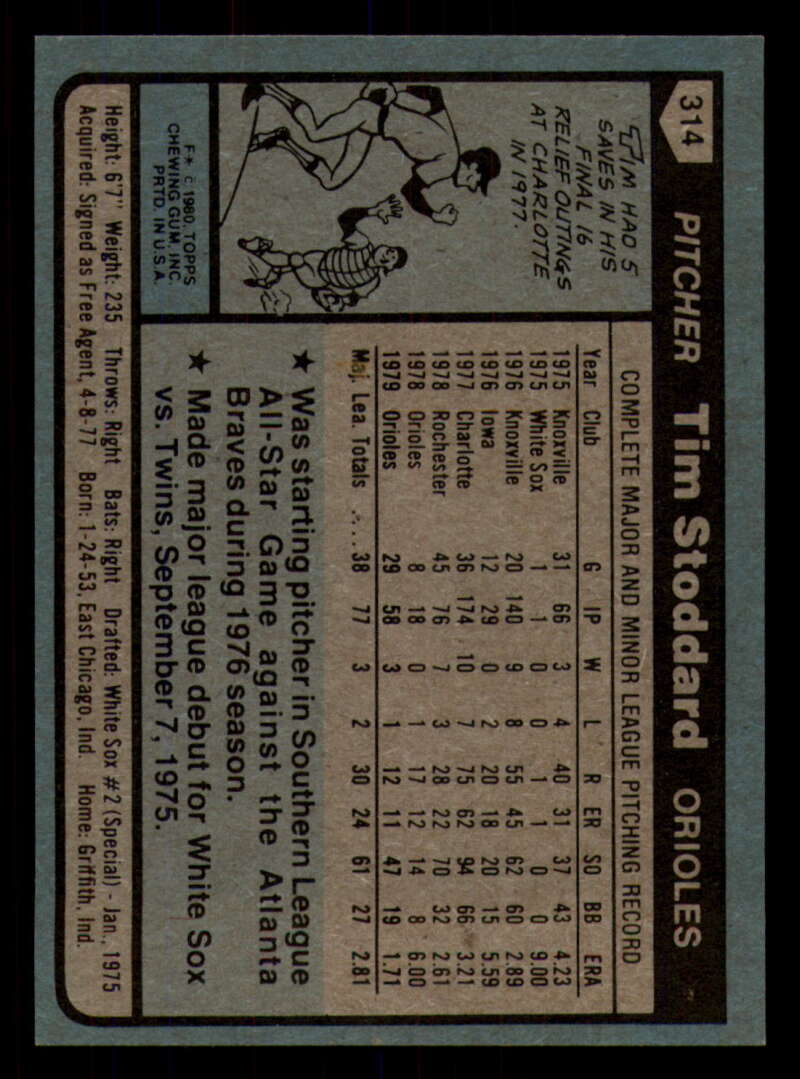 314 PITCHER Tim Stoddard ORIOLES
TIM HAD 5
SAVES IN HIS
FINAL 16
RELIEF OUTINGS
AT CHARLOTTE
IN 1977.
F* © 1980, TOPPS
CHEWING GUM, INC.
PRTD. IN U.S.A.
COMPLETE MAJOR AND MINOR LEAGUE PITCHING RECORD
Year Club G IP W L R ER SO BB ERA
1975 Knoxville 31 66 3 4 40 31 37 43 4.23
1975 White Sox 1 1 0 0 1 1 0 0 9.00
1976 Knoxville 20 140 9 8 55 45 62 60 2.89
1976 Iowa 12 29 0 2 20 18 20 15 5.59
1977 Charlotte 36 174 10 7 75 62 94 66 3.21
1978 Rochester 45 76 7 3 28 22 70 32 2.61
1978 Orioles 8 18 0 1 17 12 14 8 6.00
1979 Orioles 29 58 3 1 12 11 47 19 1.71
Maj. Lea. Totals .... 38 77 3 2 30 24 61 27 2.81
★ Was starting pitcher in Southern League
All-Star Game against the Atlanta
Braves during 1976 season.
★ Made major league debut for White Sox
vs. Twins, September 7, 1975.
Height: 6'7" Weight: 235 Throws: Right Bats: Right Drafted: White Sox #2 (Special) - Jan., 1975
Acquired: Signed as Free Agent, 4-8-77 Born: 1-24-53, East Chicago, Ind. Home: Griffith, Ind.